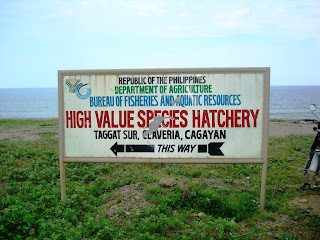 REPUBLIC OF THE PHILIPPINES
DEPARTMENT OF AGRICULTURE
BUREAU OF FISHERIES AND AQUATIC RESOURCES
HIGH VALUE SPECIES HATCHERY
TAGGAT SUR, CLAVERIA, CAGAYAN
THIS WAY